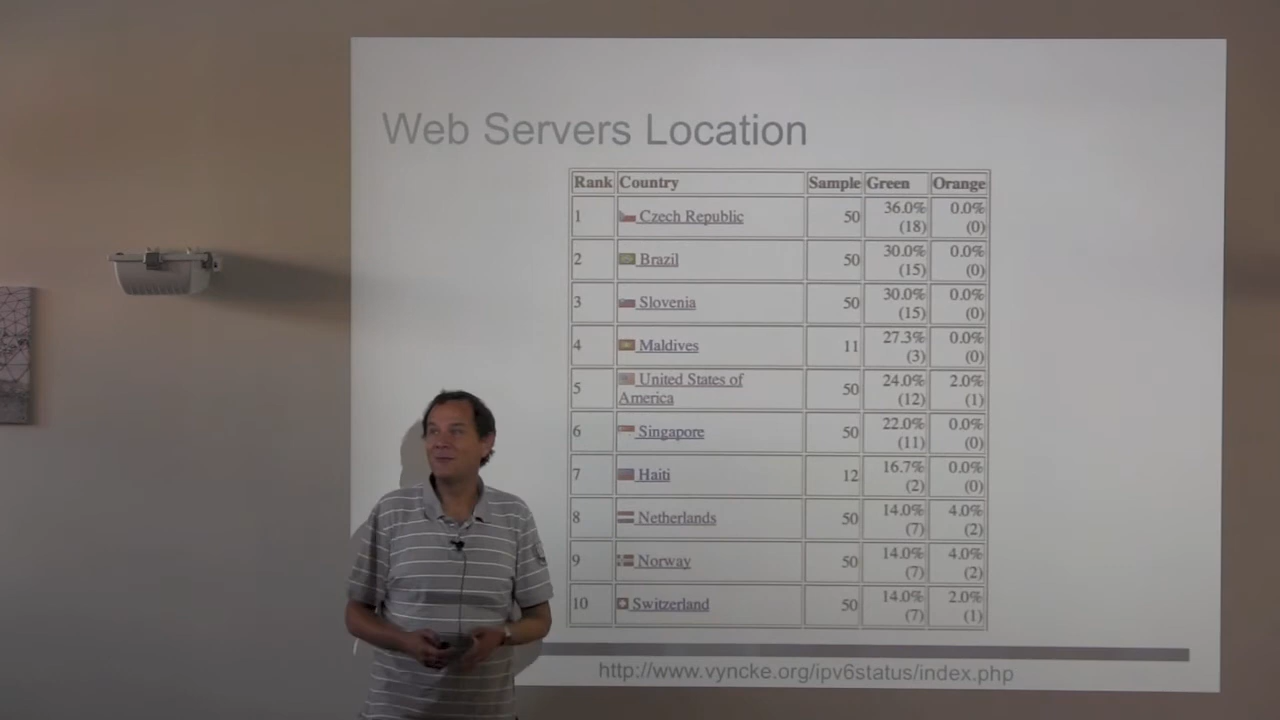 Web Servers Location
Rank Country Sample Green Orange
1 Czech Republic 50 36.0% (18) 0.0% (0)
2 Brazil 50 30.0% (15) 0.0% (0)
3 Slovenia 50 30.0% (15) 0.0% (0)
4 Maldives 11 27.3% (3) 0.0% (0)
5 United States of America 50 24.0% (12) 2.0% (1)
6 Singapore 50 22.0% (11) 0.0% (0)
7 Haiti 12 16.7% (2) 0.0% (0)
8 Netherlands 50 14.0% (7) 4.0% (2)
9 Norway 50 14.0% (7) 4.0% (2)
10 Switzerland 50 14.0% (7) 2.0% (1)
http://www.vyncke.org/ipv6status/index.php